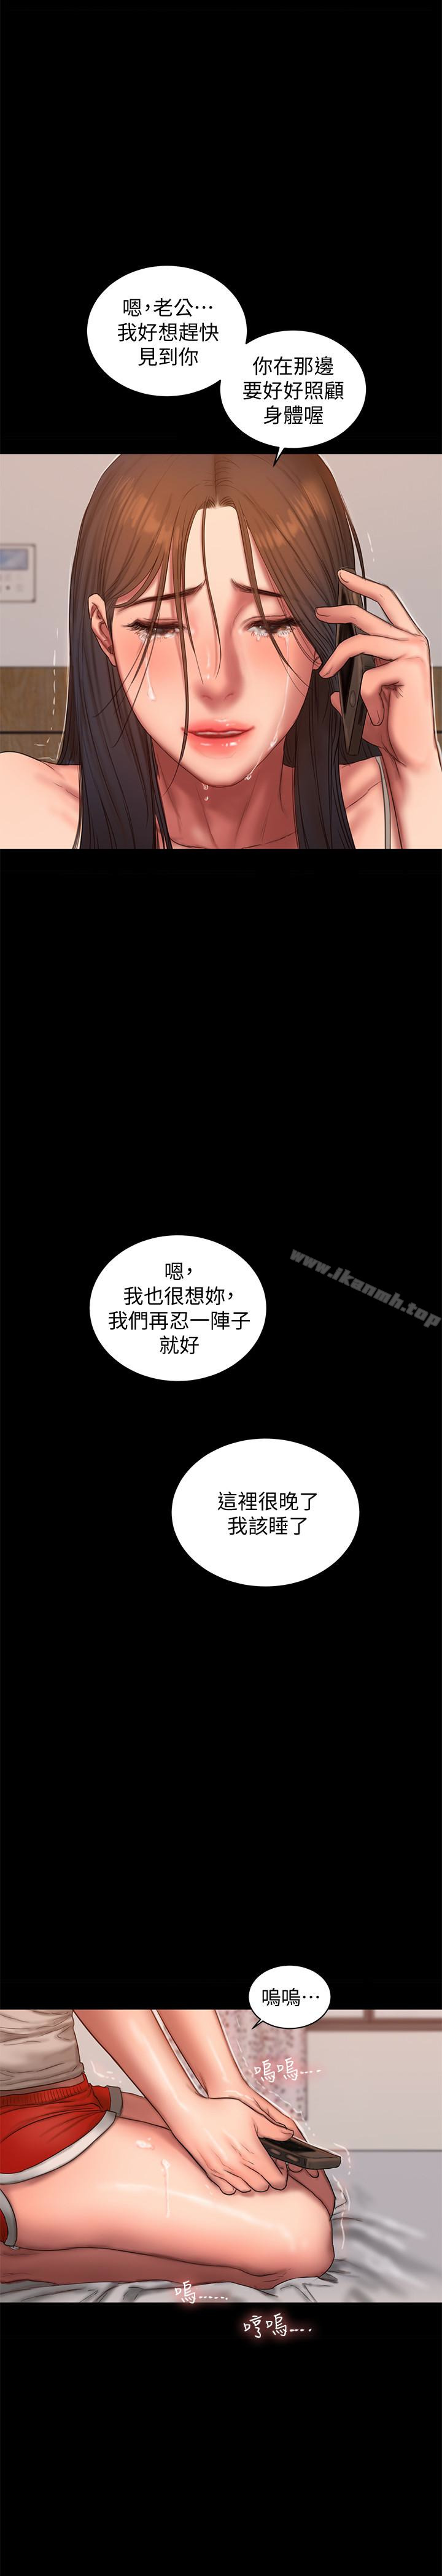 嗯，老公⋯
我好想趕快
見到你
你在那邊
要好好照顧
身體喔
www.ikanmh.top
嗯，
我也很想妳，
我們再忍一陣子
就好
這裡很晚了
我該睡了
嗚嗚⋯
嗚嗚....
嗚......
哼嗚....